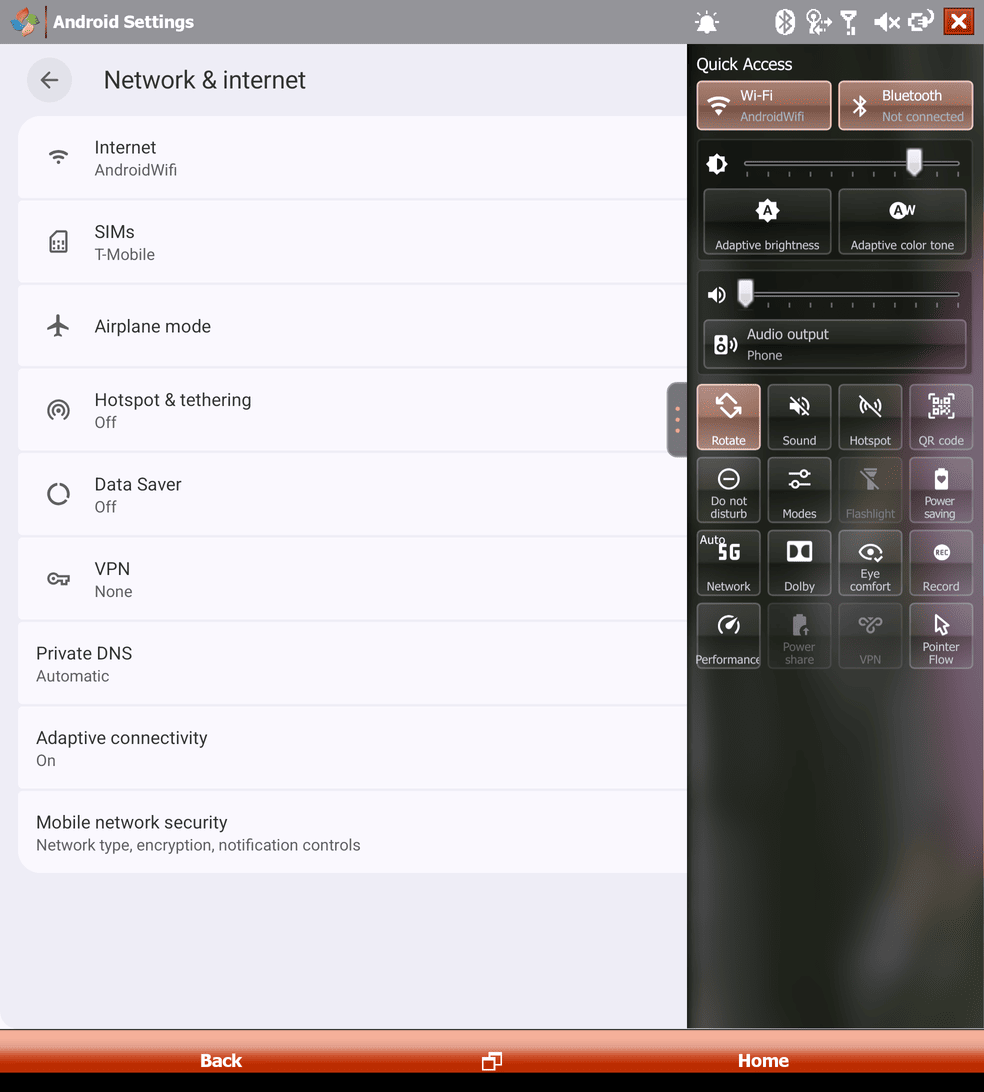 Android Settings
Network & internet
Internet
AndroidWifi
SIMs
T-Mobile
Airplane mode
Hotspot & tethering
Off
Data Saver
Off
VPN
None
Private DNS
Automatic
Adaptive connectivity
On
Mobile network security
Network type, encryption, notification controls
Quick Access
Wi-Fi
AndroidWifi
Bluetooth
Not connected
A
Adaptive brightness
AW
Adaptive color tone
Audio output
Phone
Rotate
Sound
Hotspot
QR code
Do not
disturb
Modes
Flashlight
Power
saving
Auto
5G
Network
Dolby
Eye
comfort
REC
Record
Performance
Power
share
VPN
Pointer
Flow
Back
Home